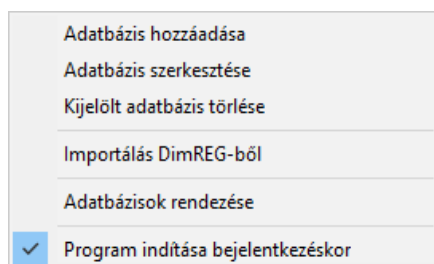 Adatbázis hozzáadása
Adatbázis szerkesztése
Kijelölt adatbázis törlése
Importálás DimREG-ből
Adatbázisok rendezése
Program indítása bejelentkezéskor